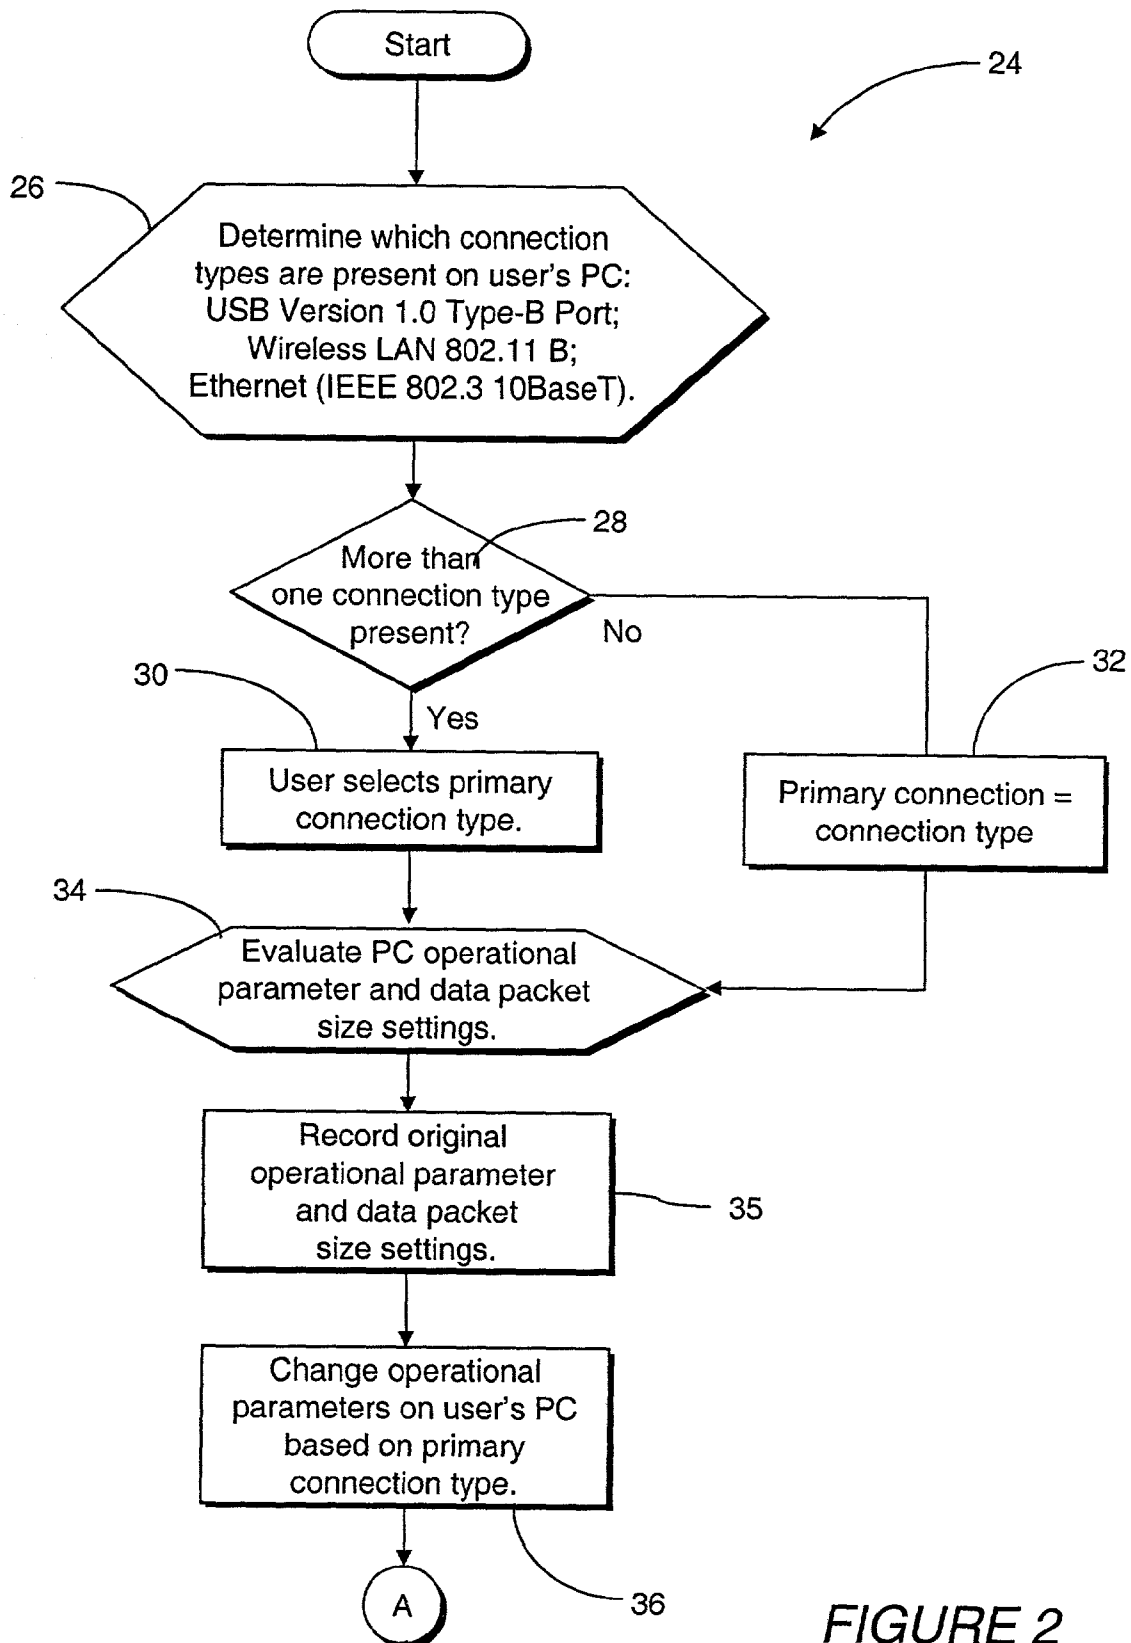 Start
24
26
Determine which connection
types are present on user's PC:
USB Version 1.0 Type-B Port;
Wireless LAN 802.11 B;
Ethernet (IEEE 802.3 10BaseT).
28
More than
one connection type
present?
No
Yes
30
32
User selects primary
connection type.
Primary connection =
connection type
34
Evaluate PC operational
parameter and data packet
size settings.
Record original
operational parameter
and data packet
size settings.
35
Change operational
parameters on user's PC
based on primary
connection type.
36
A
FIGURE 2